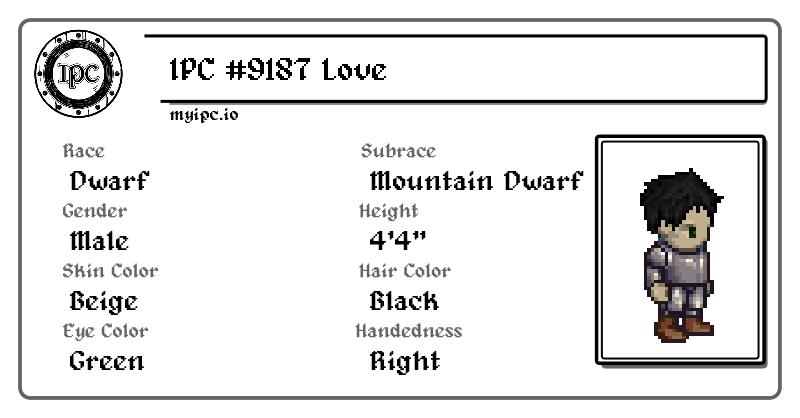 IPC
IPC #9187 Love
myipc.io
Race
Subrace
Dwarf
Mountain Dwarf
Gender
Height
Male
4'4"
Skin Color
Hair Color
Beige
Black
Eye Color
Handedness
Green
Right